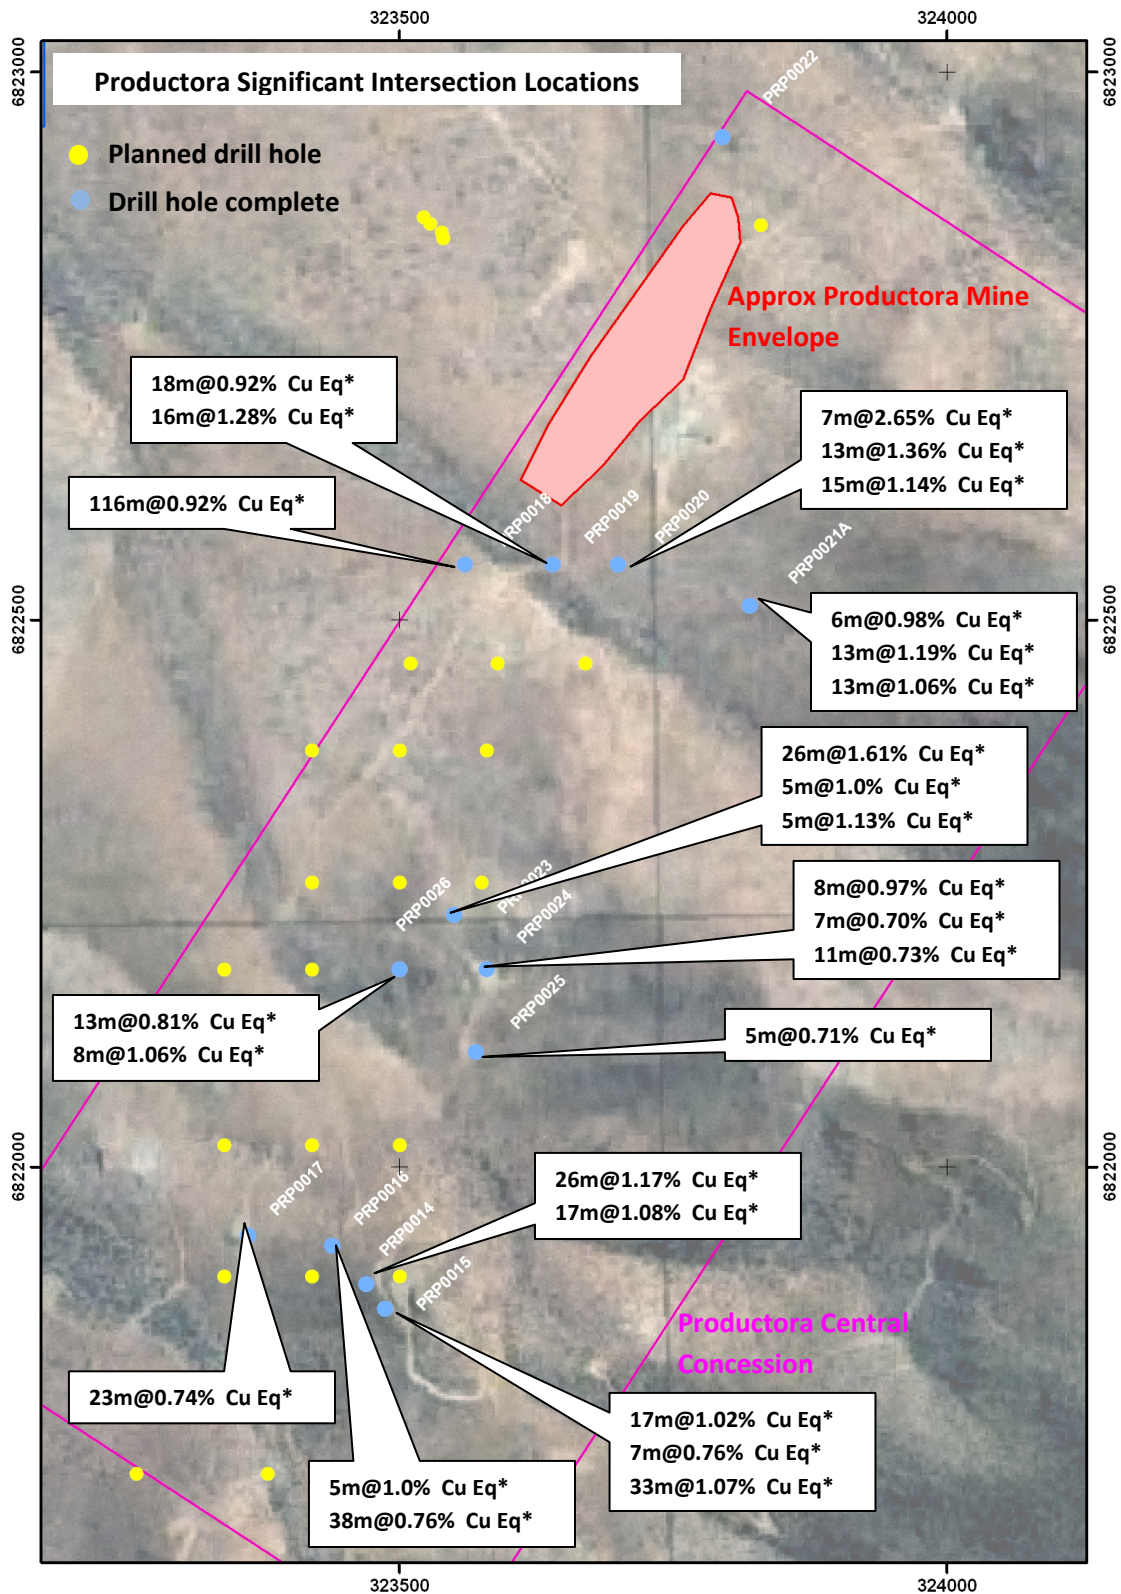 323500
324000
6823000
6823000
Productora Significant Intersection Locations
PRP0022
Planned drill hole
Drill hole complete
Approx Productora Mine
Envelope
18m@0.92% Cu Eq*
16m@1.28% Cu Eq*
7m@2.65% Cu Eq*
13m@1.36% Cu Eq*
15m@1.14% Cu Eq*
116m@0.92% Cu Eq*
RP0018
PRP0019
PRP0020
PRP0021A
6822500
6822500
6m@0.98% Cu Eq*
13m@1.19% Cu Eq*
13m@1.06% Cu Eq*
26m@1.61% Cu Eq*
5m@1.0% Cu Eq*
5m@1.13% Cu Eq*
PRP0026
PRP0023
PRP0024
8m@0.97% Cu Eq*
7m@0.70% Cu Eq*
11m@0.73% Cu Eq*
PRP0025
13m@0.81% Cu Eq*
8m@1.06% Cu Eq*
5m@0.71% Cu Eq*
6822000
6822000
PRP0017
PRP0016
PRP0014
PRP0015
26m@1.17% Cu Eq*
17m@1.08% Cu Eq*
Productora Central
Concession
23m@0.74% Cu Eq*
17m@1.02% Cu Eq*
7m@0.76% Cu Eq*
33m@1.07% Cu Eq*
5m@1.0% Cu Eq*
38m@0.76% Cu Eq*
323500
324000